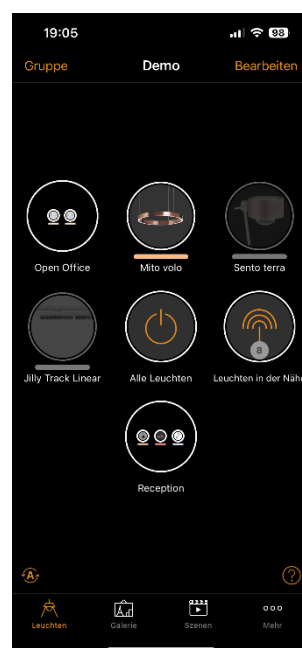 19:05
98
Gruppe
Demo
Bearbeiten
Open Office
Mito volo
Sento terra
8
Jilly Track Linear
Alle Leuchten
Leuchten in der Nähe
Reception
A
?
Leuchten
Galerie
Szenen
Mehr